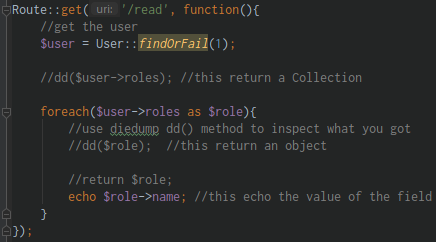 Route::get( uri: '/read', function(){
    //get the user
    $user = User::findOrFail(1);

    //dd($user->roles); //this return a Collection

    foreach($user->roles as $role){
        //use diedump dd() method to inspect what you got
        //dd($role);  //this return an object

        //return $role;
        echo $role->name; //this echo the value of the field
    }
});